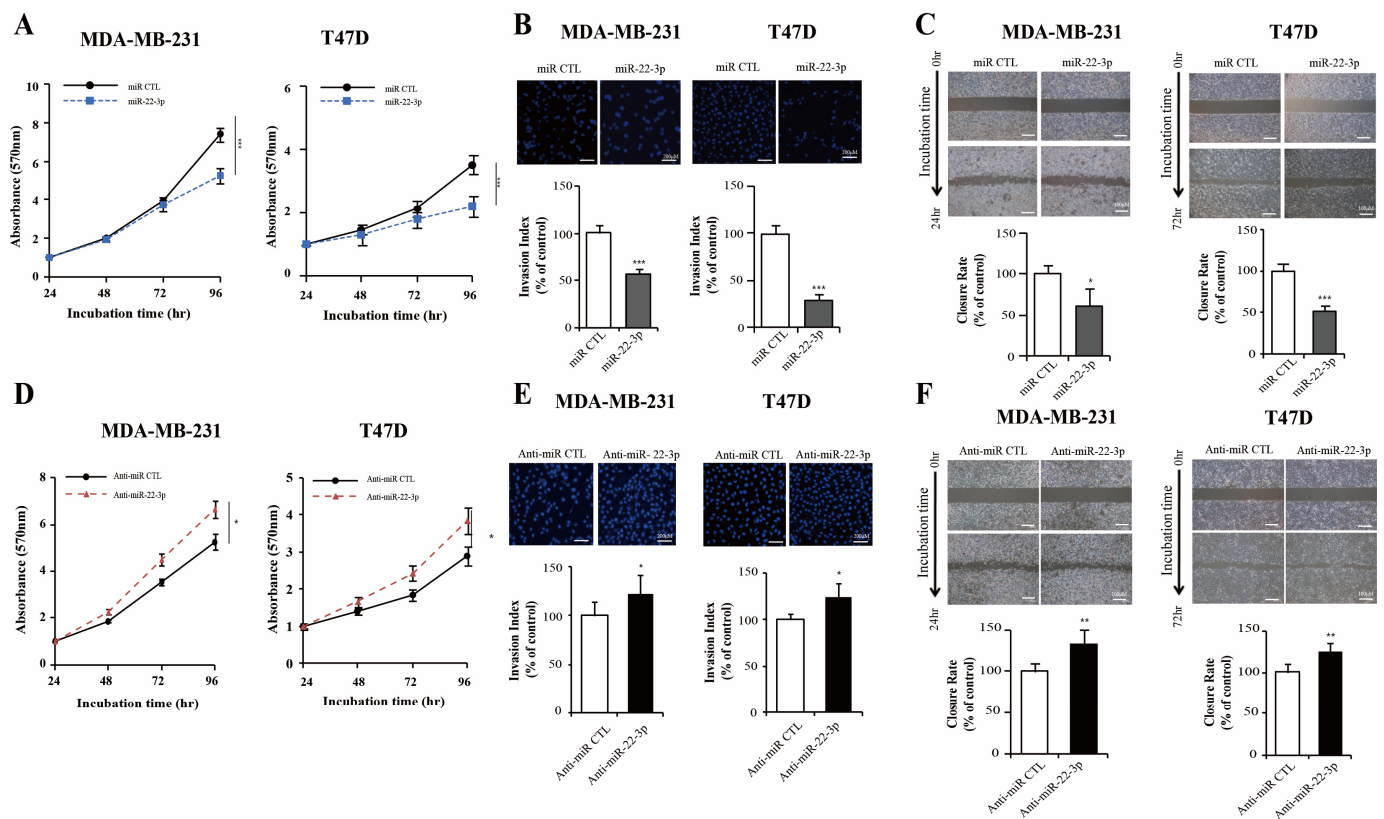 A
MDA-MB-231
T47D
miR CTL
miR-22-3p
Absorbance (570nm)
10
8
6
4
2
0
24
48
72
96
Incubation time (hr)
***
miR CTL
miR-22-3p
Absorbance (570nm)
6
4
2
0
24
48
72
96
Incubation time (hr)
***
B
MDA-MB-231
T47D
miR CTL
miR-22-3p
miR CTL
miR-22-3p
200μM
200μM
Invasion Index
(% of control)
150
100
50
0
***
miR CTL
miR-22-3p
Invasion Index
(% of control)
150
100
50
0
***
miR CTL
miR-22-3p
C
MDA-MB-231
T47D
miR CTL
miR-22-3p
miR CTL
miR-22-3p
0hr
Incubation time
24hr
100μM
0hr
Incubation time
72hr
100μM
Closure Rate
(% of control)
150
100
50
0
*
miR CTL
miR-22-3p
Closure Rate
(% of control)
150
100
50
0
***
miR CTL
miR-22-3p
D
MDA-MB-231
T47D
Anti-miR CTL
Anti-miR-22-3p
Absorbance (570nm)
8
6
4
2
0
24
48
72
96
Incubation time (hr)
*
Anti-miR CTL
Anti-miR-22-3p
Absorbance (570nm)
5
4
3
2
1
0
24
48
72
96
Incubation time (hr)
*
E
MDA-MB-231
T47D
Anti-miR CTL
Anti-miR- 22-3p
Anti-miR CTL
Anti-miR-22-3p
200μM
200μM
Invasion Index
(% of control)
150
100
50
0
*
Anti-miR CTL
Anti-miR-22-3p
Invasion Index
(% of control)
150
100
50
0
*
Anti-miR CTL
Anti-miR-22-3p
F
MDA-MB-231
T47D
Anti-miR CTL
Anti-miR-22-3p
Anti-miR CTL
Anti-miR-22-3p
0hr
Incubation time
24hr
100μM
0hr
Incubation time
72hr
100μM
Closure Rate
(% of control)
150
100
50
0
**
Anti-miR CTL
Anti-miR-22-3p
Closure Rate
(% of control)
150
100
50
0
**
Anti-miR CTL
Anti-miR-22-3p